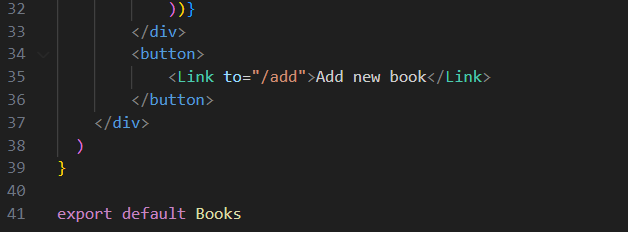 32 ))}
33 </div>
34 <button>
35 <Link to="/add">Add new book</Link>
36 </button>
37 </div>
38 )
39 }
40
41 export default Books